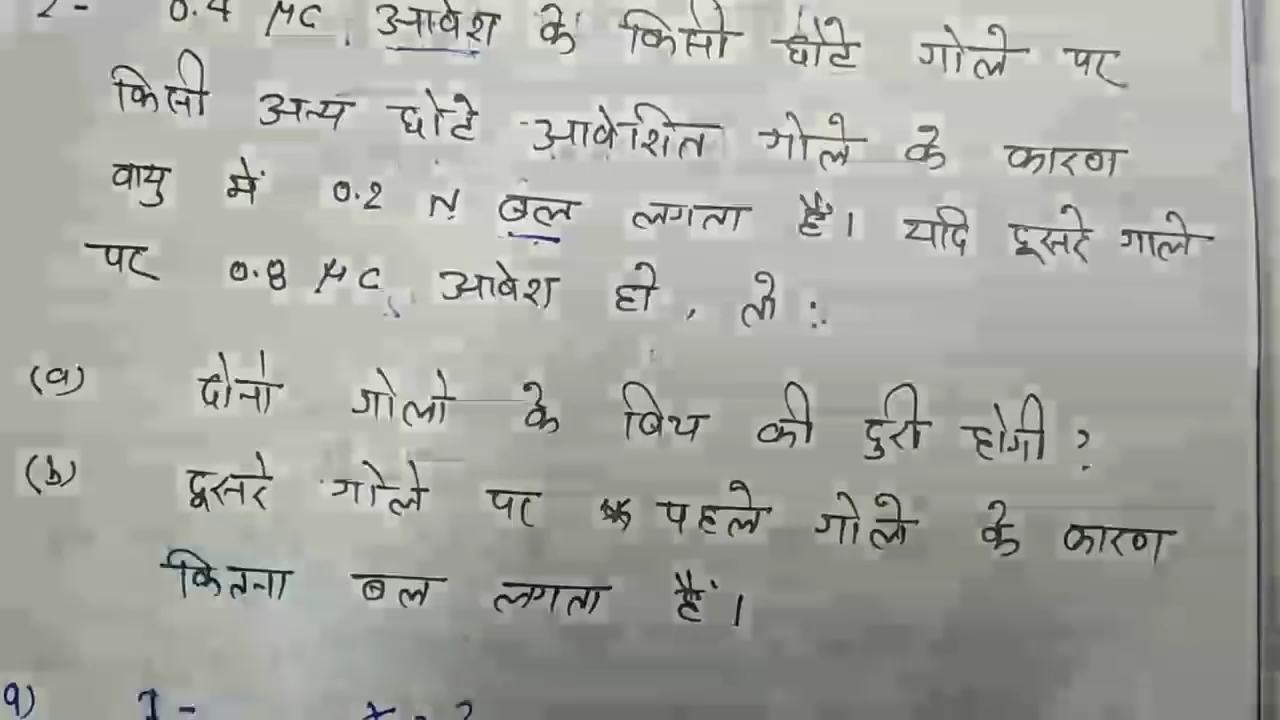 2- 0.4 μC. आवेश के किसी छोटे गोले पर
किसी अन्य छोटे आवेशित गोले के कारण
वायु में 0.2 N बल लगता हैं। यदि दूसरे गाले
पर 0.8 μC, आवेश हो, तो :
(a) दोनो गोलो के बिच की दुरी होगी ?
(b) दूसरे गोले पर पहले गोले के कारण
कितना बल लगता हैं।